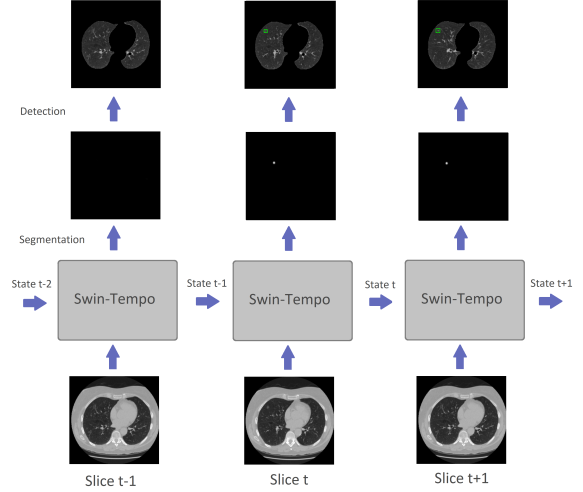 Detection
Segmentation
State t-2
Swin-Tempo
State t-1
Swin-Tempo
State t
Swin-Tempo
State t+1
Slice t-1
Slice t
Slice t+1